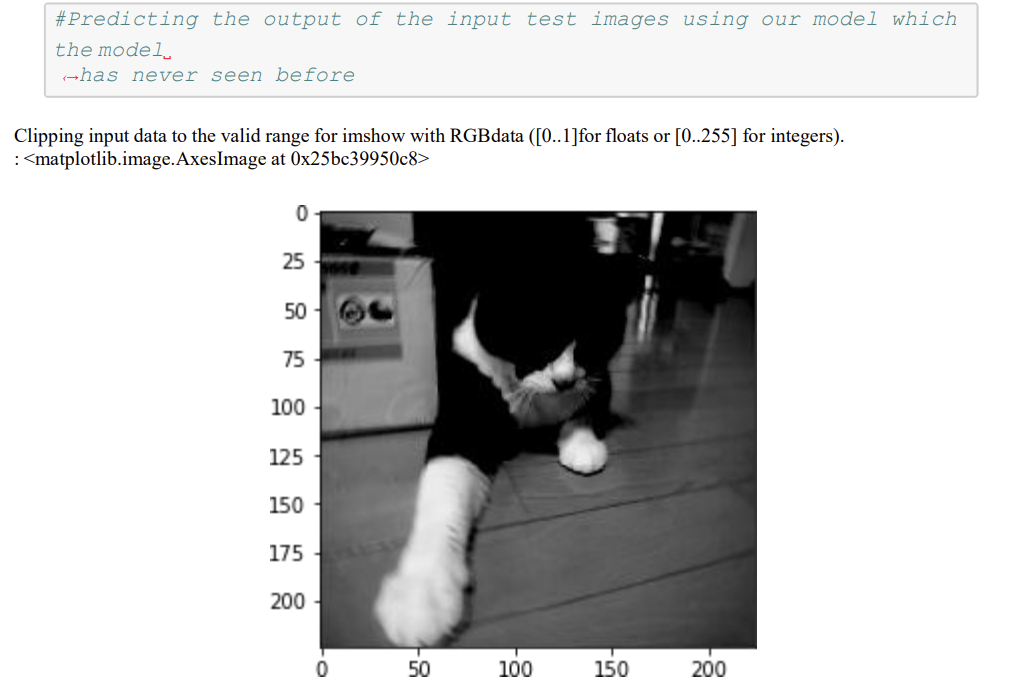 #Predicting the output of the input test images using our model which
the model␣
↪has never seen before
Clipping input data to the valid range for imshow with RGBdata ([0..1]for floats or [0..255] for integers).
: <matplotlib.image.AxesImage at 0x25bc39950c8>
0
25
50
75
100
125
150
175
200
0 50 100 150 200